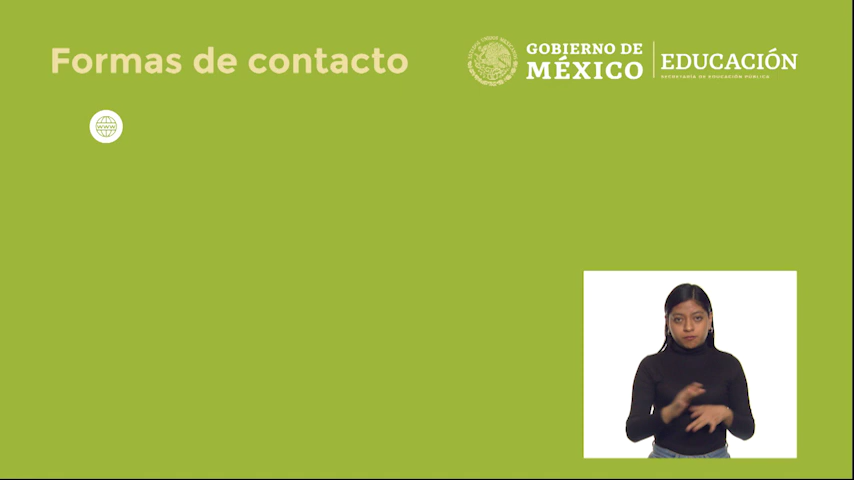 Formas de contacto
GOBIERNO DE
MÉXICO
EDUCACIÓN
SECRETARÍA DE EDUCACIÓN PÚBLICA
www